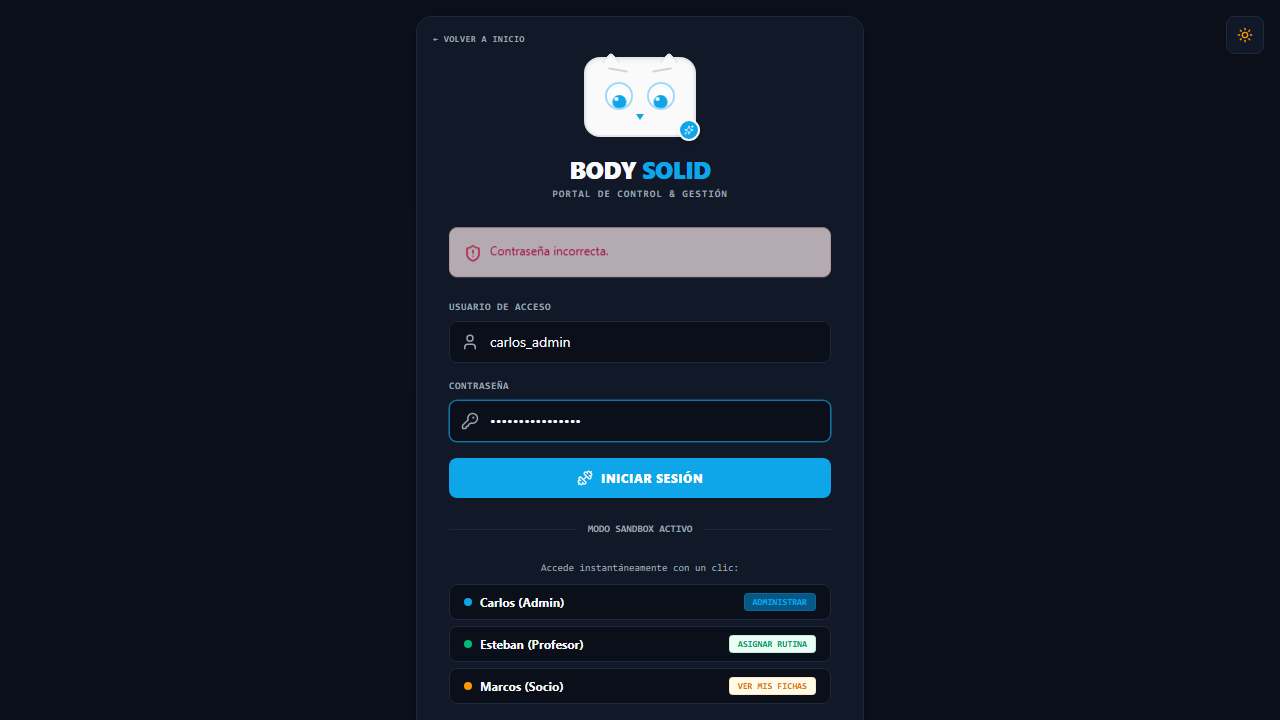 ← VOLVER A INICIO
BODY SOLID
PORTAL DE CONTROL & GESTIÓN
Contraseña incorrecta.
USUARIO DE ACCESO
carlos_admin
CONTRASEÑA
••••••••••••••••
INICIAR SESIÓN
MODO SANDBOX ACTIVO
Accede instantáneamente con un clic:
Carlos (Admin) ADMINISTRAR
Esteban (Profesor) ASIGNAR RUTINA
Marcos (Socio) VER MIS FICHAS